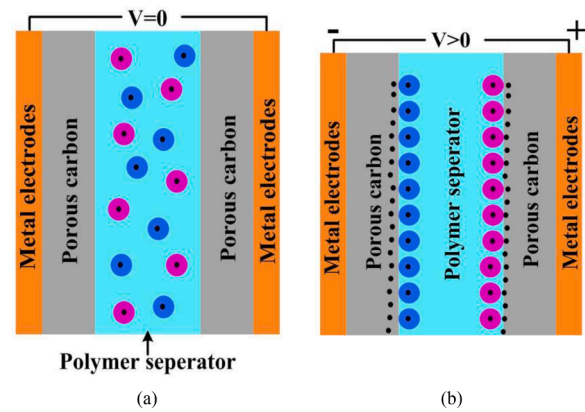 V=0
Metal electrodes
Porous carbon
Porous carbon
Metal electrodes
Polymer seperator
(a)
-
+
V>0
Metal electrodes
Porous carbon
Polymer seperator
Porous carbon
Metal electrodes
(b)